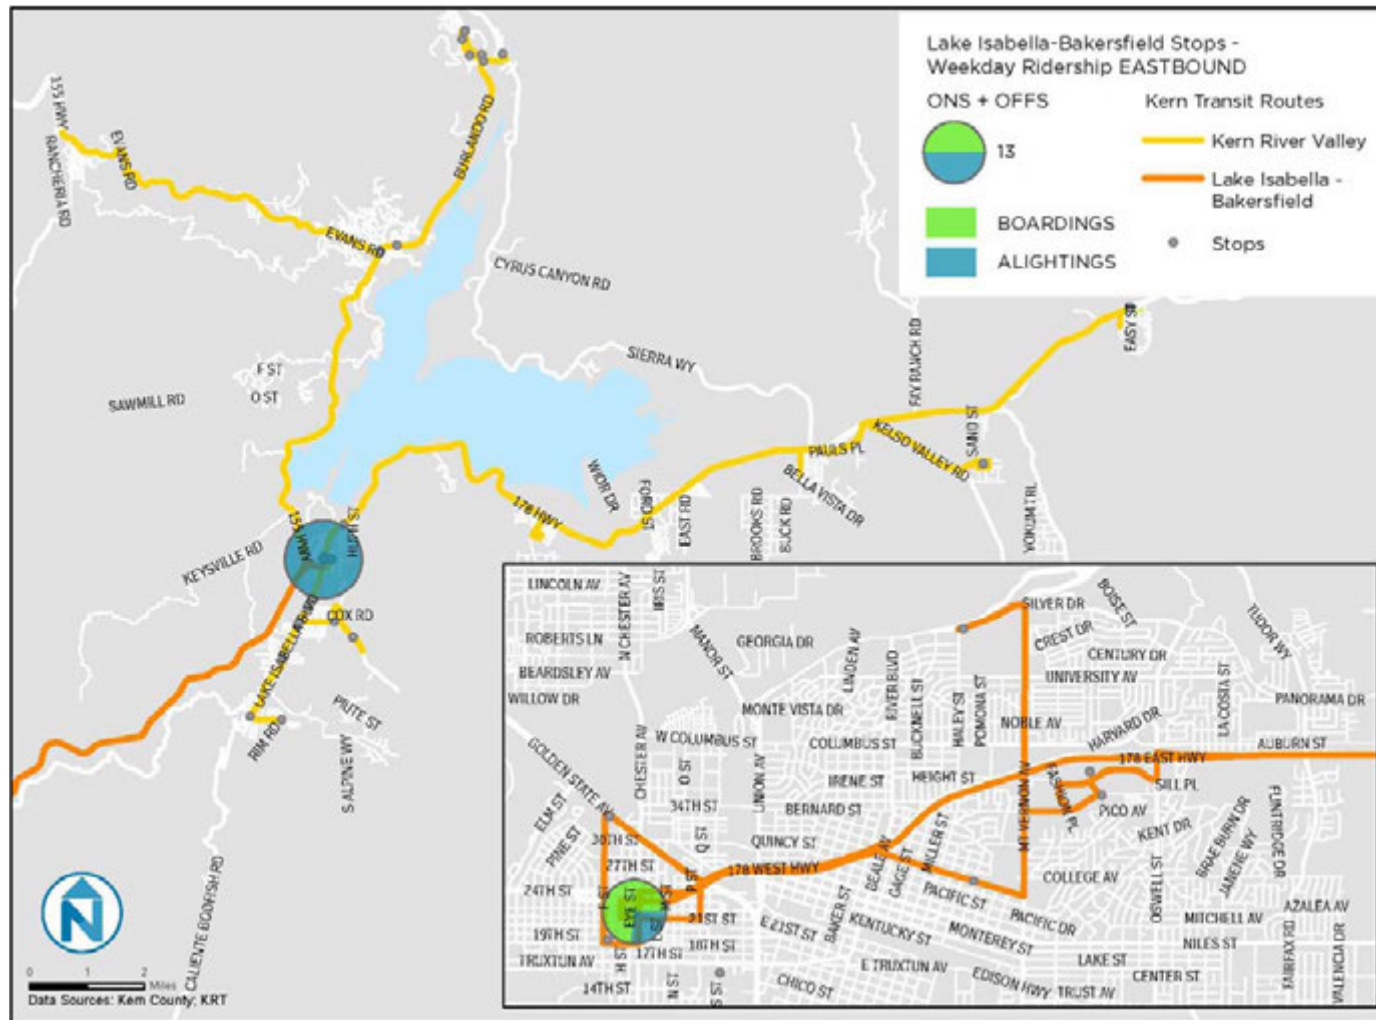 Lake Isabella-Bakersfield Stops -
Weekday Ridership EASTBOUND
ONS + OFFS
13
BOARDINGS
ALIGHTINGS
Kern Transit Routes
Kern River Valley
Lake Isabella -
Bakersfield
Stops
155 HWY
RANCHERIA RD
EVANS RD
BURLANDO RD
EVANS RD
CYRUS CANYON RD
SIERRA WY
FAY RANCH RD
EASY ST
F ST
O ST
SAWMILL RD
SAND ST
KELSO VALLEY RD
PAULS PL
BELLA VISTA DR
WIOR DR
178 HWY
FORD ST
EAST RD
BROOKS RD
BUCK RD
YOKUM TRL
155 HWY
KEYSVILLE RD
COX RD
LAKE ISABELLA BLVD
PIUTE ST
RIM RD
S ALPINE WY
CALIENTE BODFISH RD
LINCOLN AV
N CHESTER AV
IRIS ST
ROBERTS LN
MANOR ST
GEORGIA DR
BEARDSLEY AV
WILLOW DR
LINDEN AV
RIVER BLVD
BUCKNELL ST
HALEY ST
POMONA ST
SILVER DR
BOISE ST
CREST DR
CENTURY DR
UNIVERSITY AV
TUDOR WY
LA COSTA ST
PANORAMA DR
MONTE VISTA DR
NOBLE AV
HARVARD DR
GOLDEN STATE AV
CHESTER AV
W COLUMBUS ST
COLUMBUS ST
178 EAST HWY
AUBURN ST
Q ST
UNION AV
IRENE ST
HEIGHT ST
MT VERNON AV
FASHION PL
SILL PL
PICO AV
34TH ST
BERNARD ST
ELM ST
PINE ST
30TH ST
Q ST
QUINCY ST
BEALE AV
GAGE ST
MILLER ST
KENT DR
BRAE BURN DR
JANENE WY
FLINTRIDGE DR
27TH ST
178 WEST HWY
24TH ST
F ST
EYE ST
P ST
PACIFIC ST
COLLEGE AV
OSWELL ST
AZALEA AV
21ST ST
E 21ST ST
BAKER ST
KENTUCKY ST
PACIFIC DR
MITCHELL AV
19TH ST
18TH ST
MONTEREY ST
NILES ST
TRUXTUN AV
H ST
17TH ST
E TRUXTUN AV
LAKE ST
CENTER ST
FAIRFAX RD
VALENCIA DR
14TH ST
N ST
S ST
CHICO ST
EDISON HWY
TRUST AV
N
0 1 2 Miles
Data Sources: Kern County; KRT